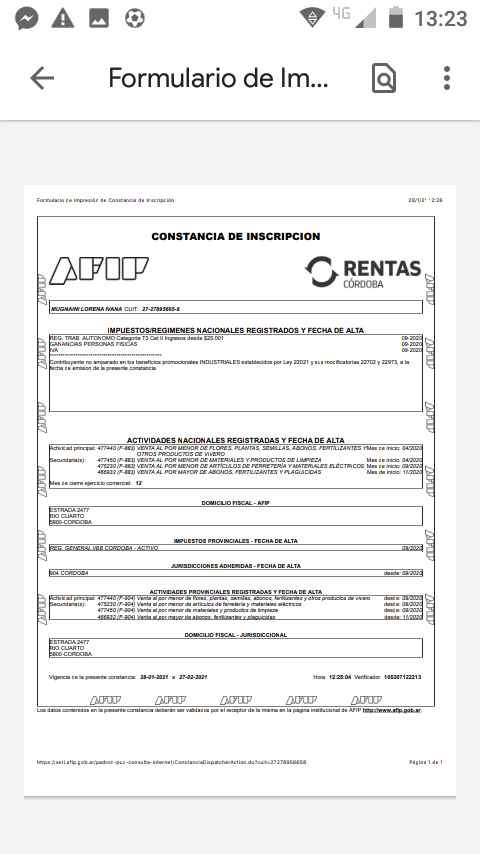 4G 13:23
Formulario de Im...
Formulario de Impresión de Constancia de Inscripción 28/1/21 12:26
CONSTANCIA DE INSCRIPCION
AFIP
RENTAS
CÓRDOBA
MUGNAINI LORENA IVANA CUIT: 27-27895665-8
IMPUESTOS/REGIMENES NACIONALES REGISTRADOS Y FECHA DE ALTA
REG. TRAB. AUTONOMO Categoria T3 Cat II Ingresos desde $25.001 09-2020
GANANCIAS PERSONAS FISICAS 09-2020
IVA 09-2020
Contribuyente no amparado en los beneficios promocionales INDUSTRIALES establecidos por Ley 22021 y sus modificatorias 22702 y 22973, a la
fecha de emision de la presente constancia.
ACTIVIDADES NACIONALES REGISTRADAS Y FECHA DE ALTA
Actividad principal: 477440 (F-883) VENTA AL POR MENOR DE FLORES, PLANTAS, SEMILLAS, ABONOS, FERTILIZANTES Y Mes de inicio: 04/2020
OTROS PRODUCTOS DE VIVERO
Secundaria(s): 477450 (F-883) VENTA AL POR MENOR DE MATERIALES Y PRODUCTOS DE LIMPIEZA Mes de inicio: 04/2020
475230 (F-883) VENTA AL POR MENOR DE ARTÍCULOS DE FERRETERÍA Y MATERIALES ELÉCTRICOS Mes de inicio: 09/2020
466932 (F-883) VENTA AL POR MAYOR DE ABONOS, FERTILIZANTES Y PLAGUICIDAS Mes de inicio: 11/2020
Mes de cierre ejercicio comercial: 12
DOMICILIO FISCAL - AFIP
ESTRADA 2477
RIO CUARTO
5800-CORDOBA
IMPUESTOS PROVINCIALES - FECHA DE ALTA
REG. GENERAL IIBB CORDOBA - ACTIVO 09/2020
JURISDICCIONES ADHERIDAS - FECHA DE ALTA
904 CORDOBA desde: 09/2020
ACTIVIDADES PROVINCIALES REGISTRADAS Y FECHA DE ALTA
Actividad principal: 477440 (F-904) Venta al por menor de flores, plantas, semillas, abonos, fertilizantes y otros productos de vivero desde: 09/2020
Secundaria(s): 475230 (F-904) Venta al por menor de artículos de ferretería y materiales eléctricos desde: 09/2020
477450 (F-904) Venta al por menor de materiales y productos de limpieza desde: 09/2020
466932 (F-904) Venta al por mayor de abonos, fertilizantes y plaguicidas desde: 11/2020
DOMICILIO FISCAL - JURISDICCIONAL
ESTRADA 2477
RIO CUARTO
5800-CORDOBA
Vigencia de la presente constancia: 28-01-2021 a 27-02-2021 Hora 12:25:04 Verificador 105307122213
AFIP AFIP AFIP AFIP AFIP
Los datos contenidos en la presente constancia deberán ser validados por el receptor de la misma en la página institucional de AFIP http://www.afip.gob.ar.
https://seti.afip.gob.ar/padron-puc-consulta-internet/ConstanciaDispatcherAction.do?cuit=27278956658 Página 1 de 1